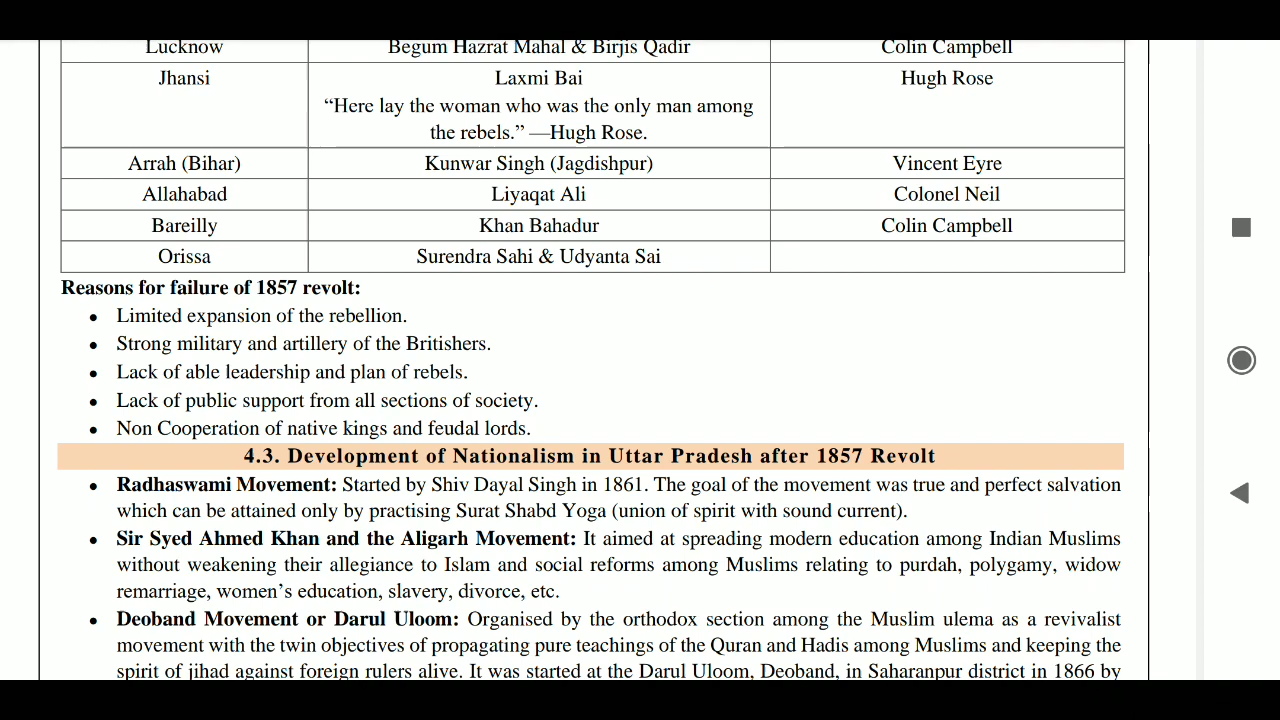 Lucknow Begum Hazrat Mahal & Birjis Qadir Colin Campbell
Jhansi Laxmi Bai Hugh Rose
“Here lay the woman who was the only man among
the rebels.” —Hugh Rose.
Arrah (Bihar) Kunwar Singh (Jagdishpur) Vincent Eyre
Allahabad Liyaqat Ali Colonel Neil
Bareilly Khan Bahadur Colin Campbell
Orissa Surendra Sahi & Udyanta Sai
Reasons for failure of 1857 revolt:
• Limited expansion of the rebellion.
• Strong military and artillery of the Britishers.
• Lack of able leadership and plan of rebels.
• Lack of public support from all sections of society.
• Non Cooperation of native kings and feudal lords.
4.3. Development of Nationalism in Uttar Pradesh after 1857 Revolt
• Radhaswami Movement: Started by Shiv Dayal Singh in 1861. The goal of the movement was true and perfect salvation
which can be attained only by practising Surat Shabd Yoga (union of spirit with sound current).
• Sir Syed Ahmed Khan and the Aligarh Movement: It aimed at spreading modern education among Indian Muslims
without weakening their allegiance to Islam and social reforms among Muslims relating to purdah, polygamy, widow
remarriage, women’s education, slavery, divorce, etc.
• Deoband Movement or Darul Uloom: Organised by the orthodox section among the Muslim ulema as a revivalist
movement with the twin objectives of propagating pure teachings of the Quran and Hadis among Muslims and keeping the
spirit of jihad against foreign rulers alive. It was started at the Darul Uloom, Deoband, in Saharanpur district in 1866 by